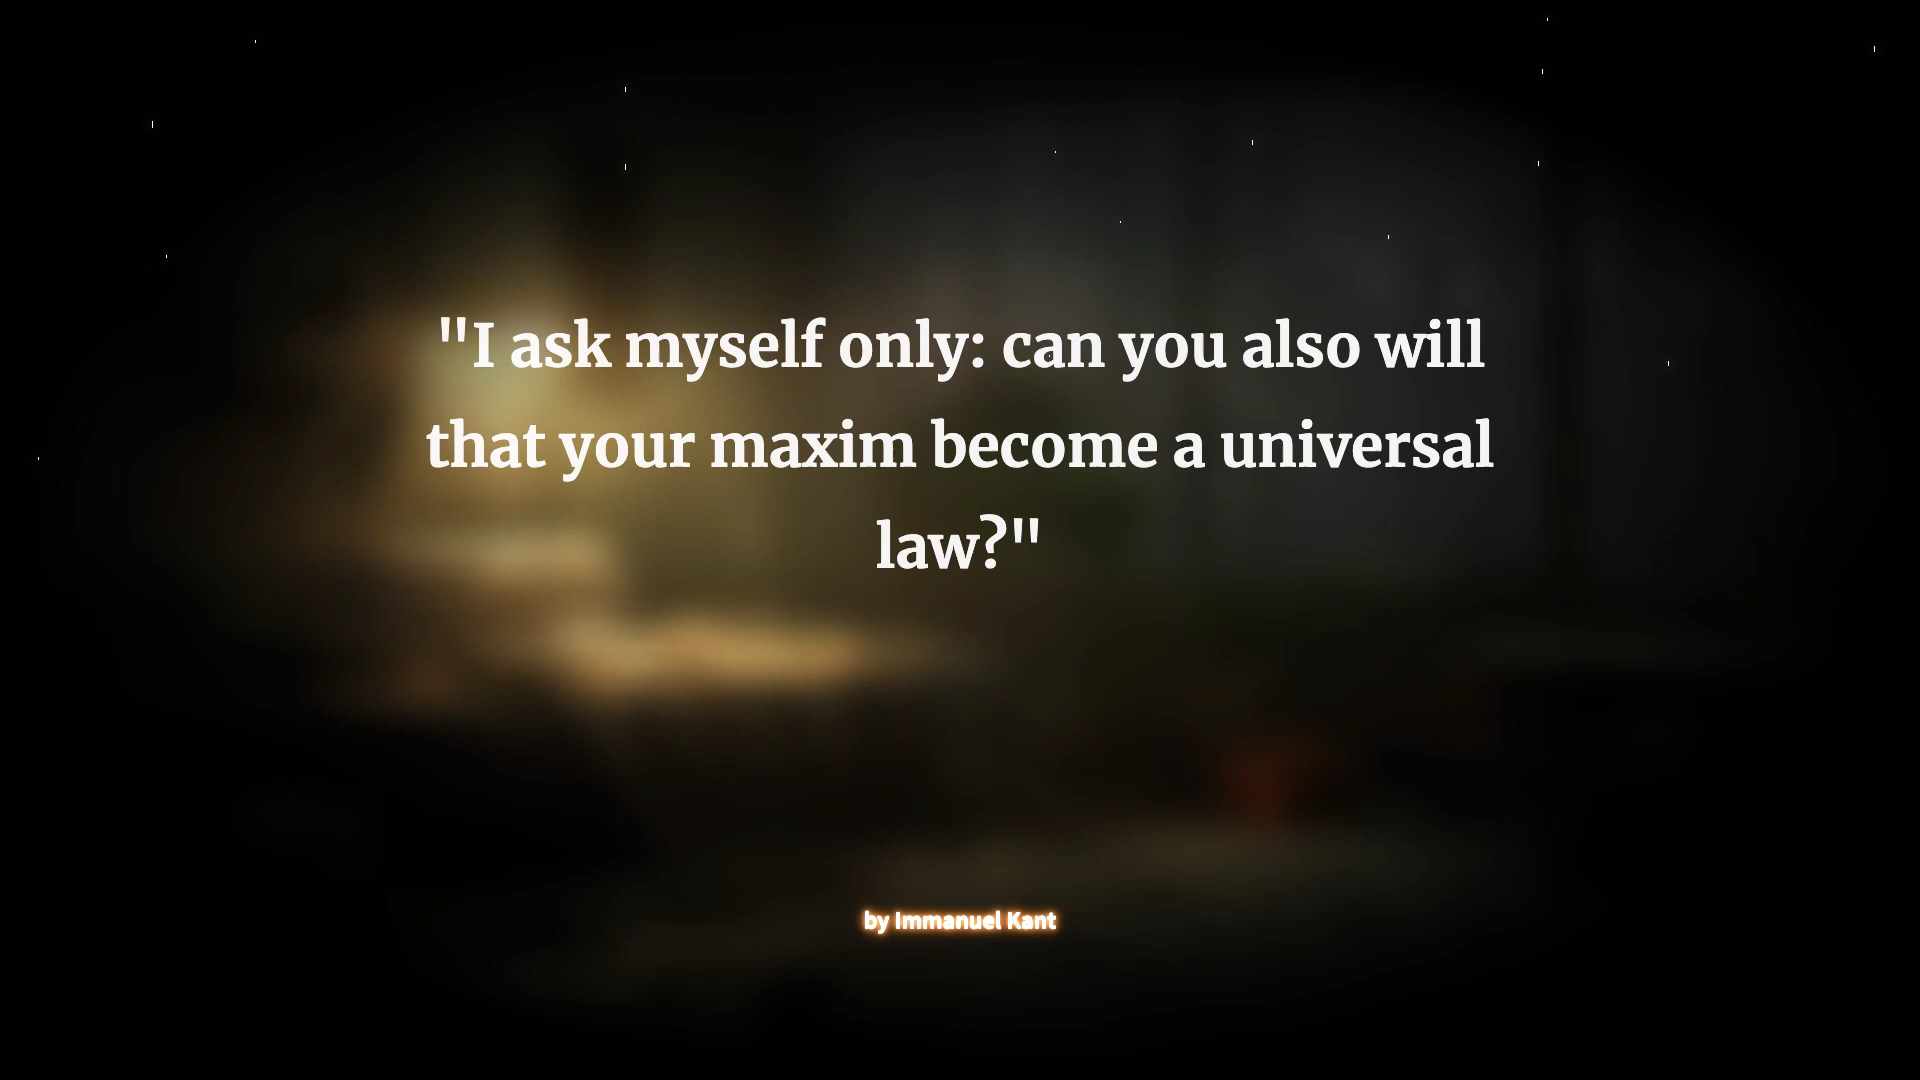 "I ask myself only: can you also will
that your maxim become a universal
law?"
by Immanuel Kant